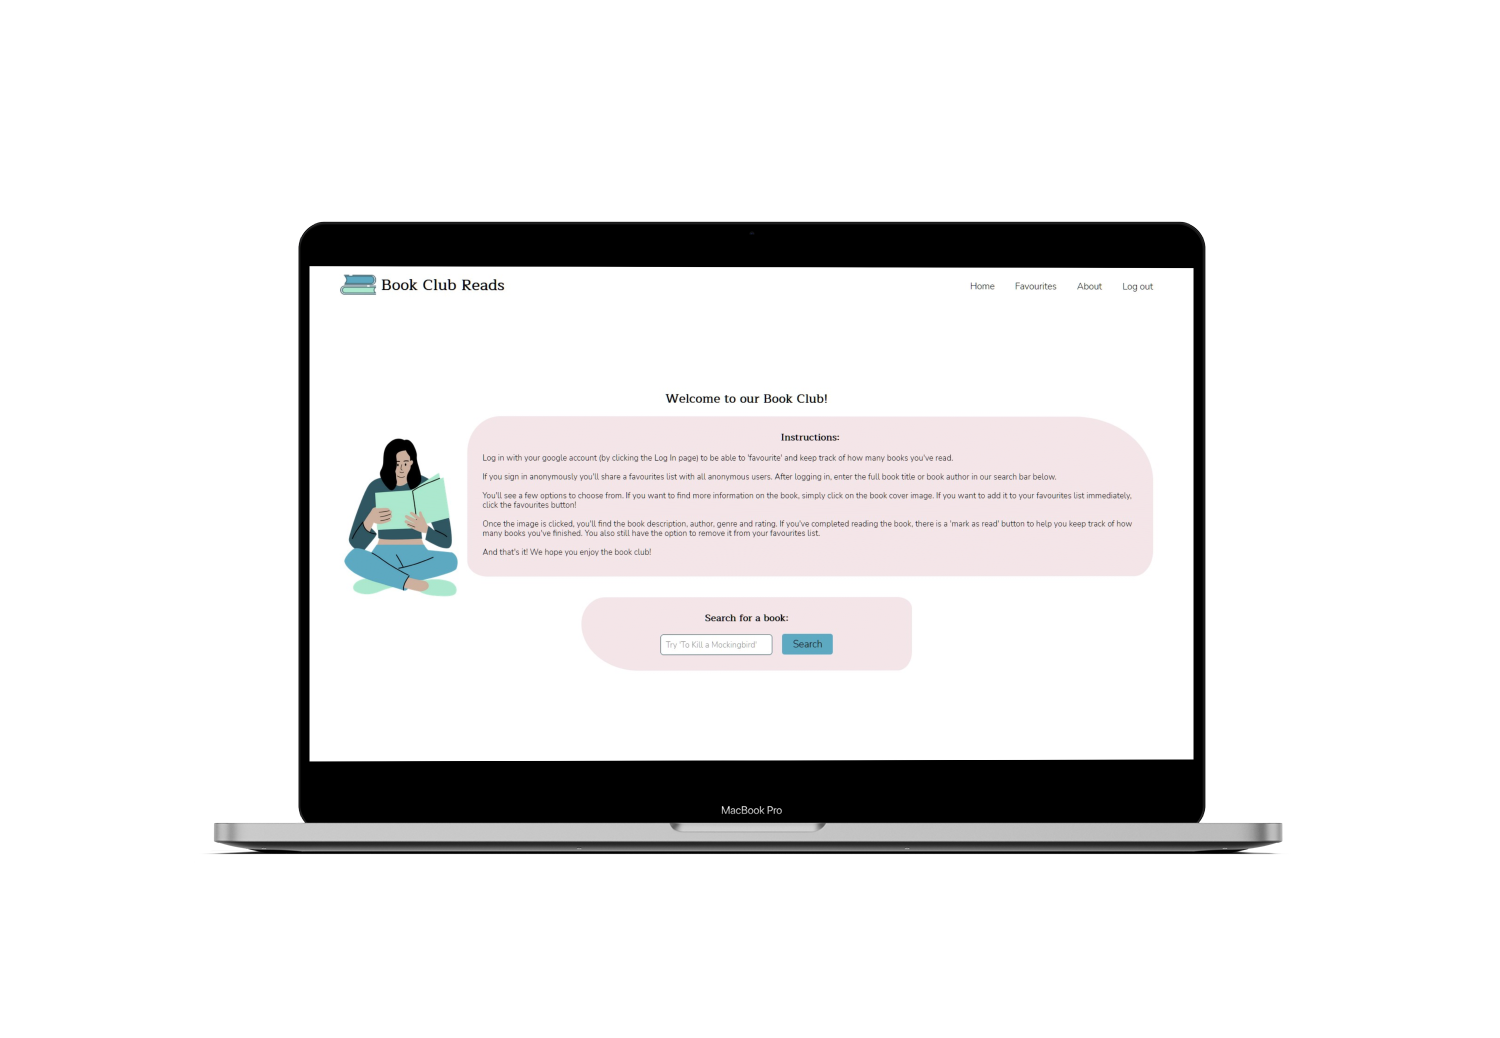 Book Club Reads
Home Favourites About Log out
Welcome to our Book Club!
Instructions:
Log in with your google account (by clicking the Log In page) to be able to 'favourite' and keep track of how many books you've read.
If you sign in anonymously you'll share a favourites list with all anonymous users. After logging in, enter the full book title or book author in our search bar below.
You'll see a few options to choose from. If you want to find more information on the book, simply click on the book cover image. If you want to add it to your favourites list immediately,
click the favourites button!
Once the image is clicked, you'll find the book description, author, genre and rating. If you've completed reading the book, there is a 'mark as read' button to help you keep track of how
many books you've finished. You also still have the option to remove it from your favourites list.
And that's it! We hope you enjoy the book club!
Search for a book:
Try 'To Kill a Mockingbird' Search
MacBook Pro